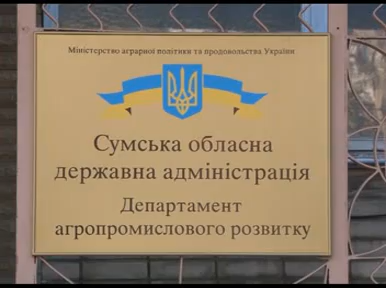 Міністерство аграрної політики та продовольства України
Сумська обласна
державна адміністрація
Департамент
агропромислового розвитку